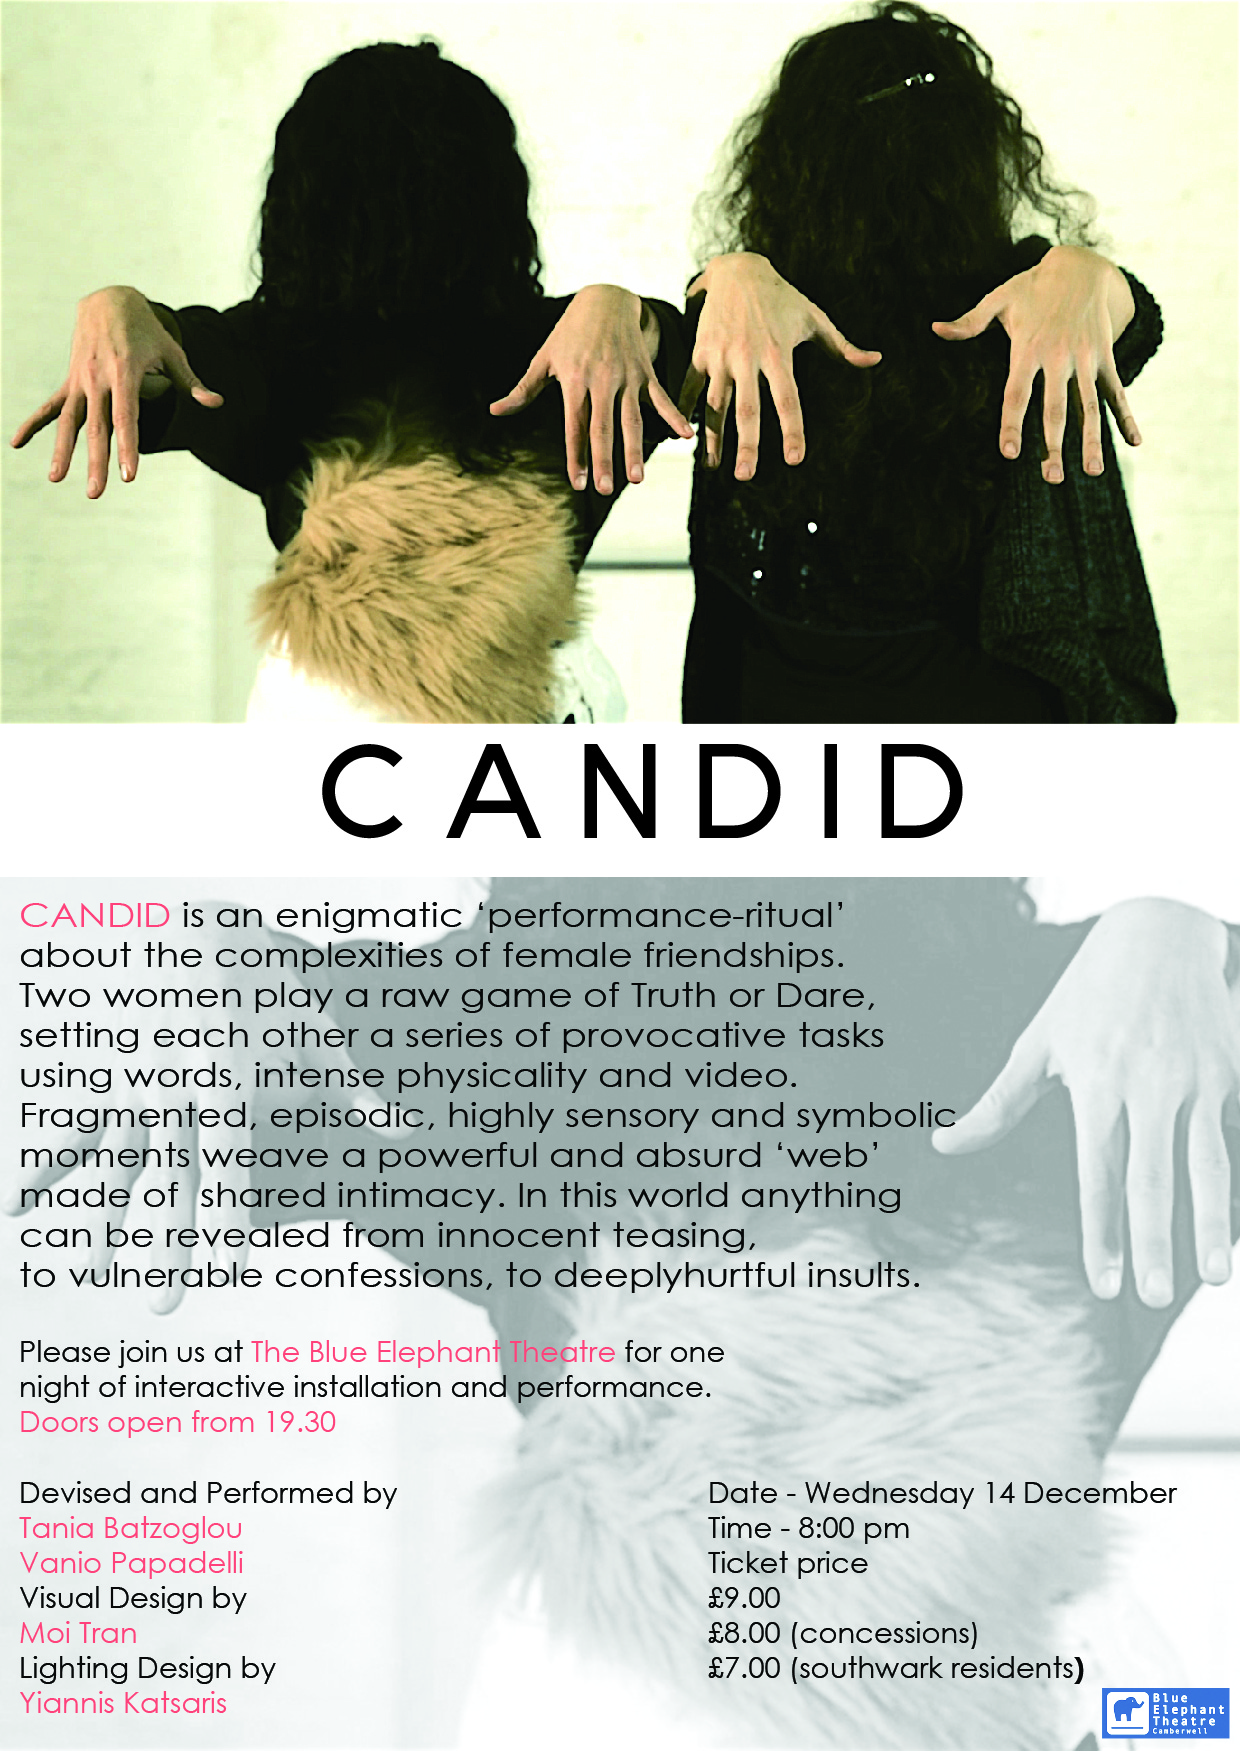 CANDID
CANDID is an enigmatic ‘performance-ritual’
about the complexities of female friendships.
Two women play a raw game of Truth or Dare,
setting each other a series of provocative tasks
using words, intense physicality and video.
Fragmented, episodic, highly sensory and symbolic
moments weave a powerful and absurd ‘web’
made of  shared intimacy. In this world anything
can be revealed from innocent teasing,
to vulnerable confessions, to deeplyhurtful insults.
Please join us at The Blue Elephant Theatre for one
night of interactive installation and performance.
Doors open from 19.30
Devised and Performed by
Tania Batzoglou
Vanio Papadelli
Visual Design by
Moi Tran
Lighting Design by
Yiannis Katsaris
Date - Wednesday 14 December
Time - 8:00 pm
Ticket price
£9.00
£8.00 (concessions)
£7.00 (southwark residents)
Blue
Elephant
Theatre
Camberwell